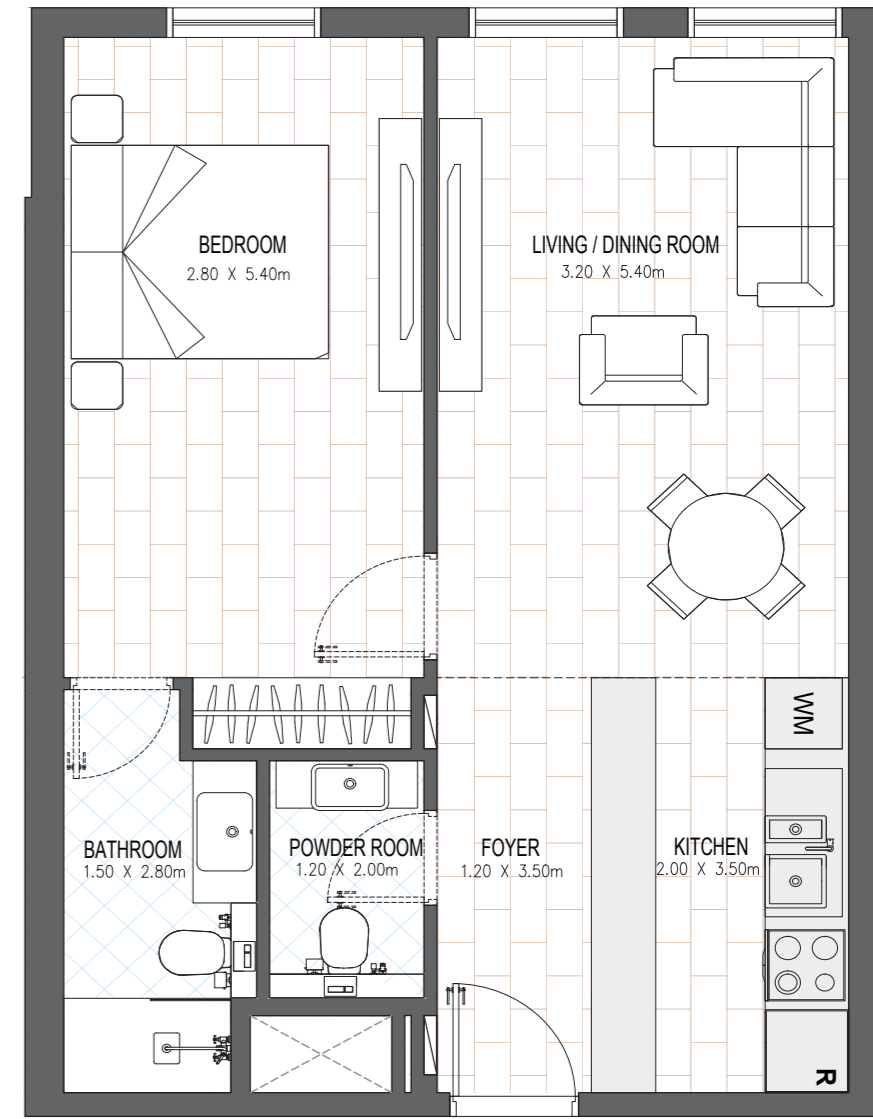 BEDROOM
2.80 X 5.40m
LIVING / DINING ROOM
3.20 X 5.40m
WM
BATHROOM
1.50 X 2.80m
POWDER ROOM
1.20 X 2.00m
FOYER
1.20 X 3.50m
KITCHEN
2.00 X 3.50m
R